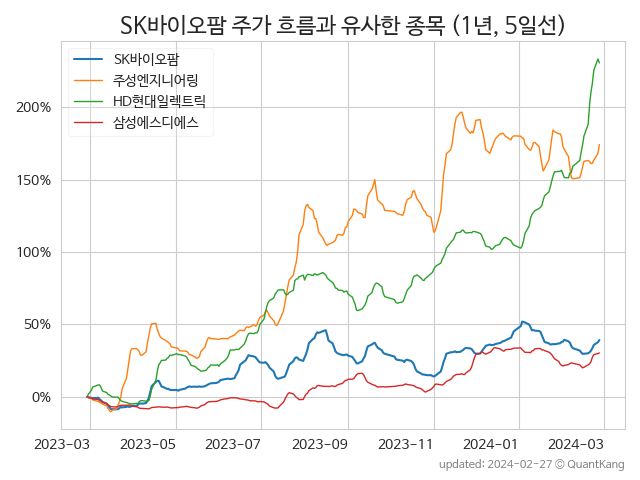 SK바이오팜 주가 흐름과 유사한 종목 (1년, 5일선)
SK바이오팜
주성엔지니어링
HD현대일렉트릭
삼성에스디에스
200%
150%
100%
50%
0%
2023-03 2023-05 2023-07 2023-09 2023-11 2024-01 2024-03
updated: 2024-02-27 © QuantKang